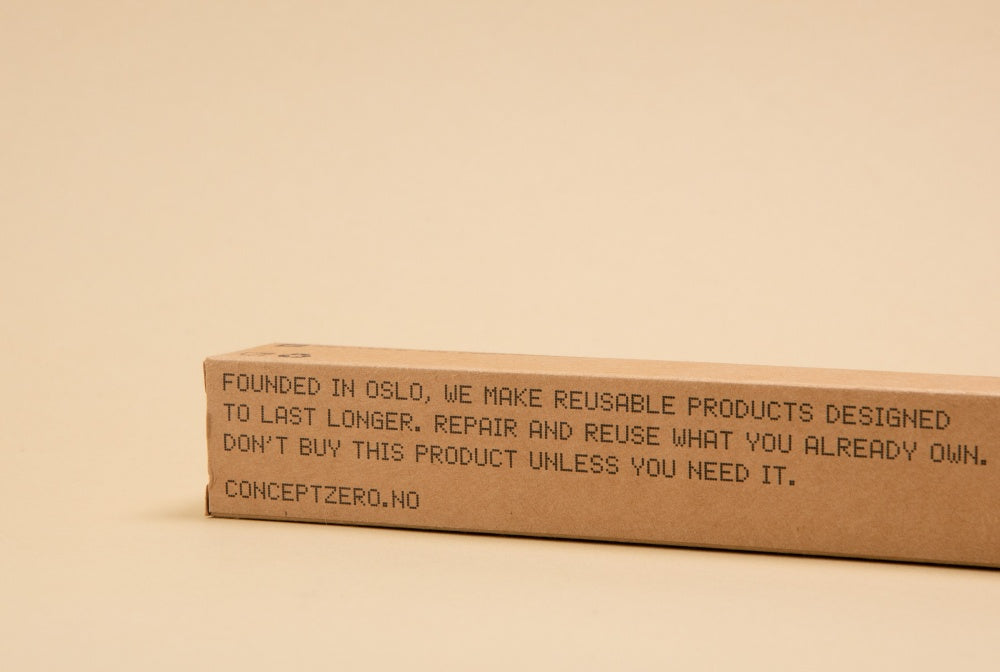 FOUNDED IN OSLO, WE MAKE REUSABLE PRODUCTS DESIGNED
TO LAST LONGER. REPAIR AND REUSE WHAT YOU ALREADY OWN.
DON'T BUY THIS PRODUCT UNLESS YOU NEED IT.
CONCEPTZERO.NO